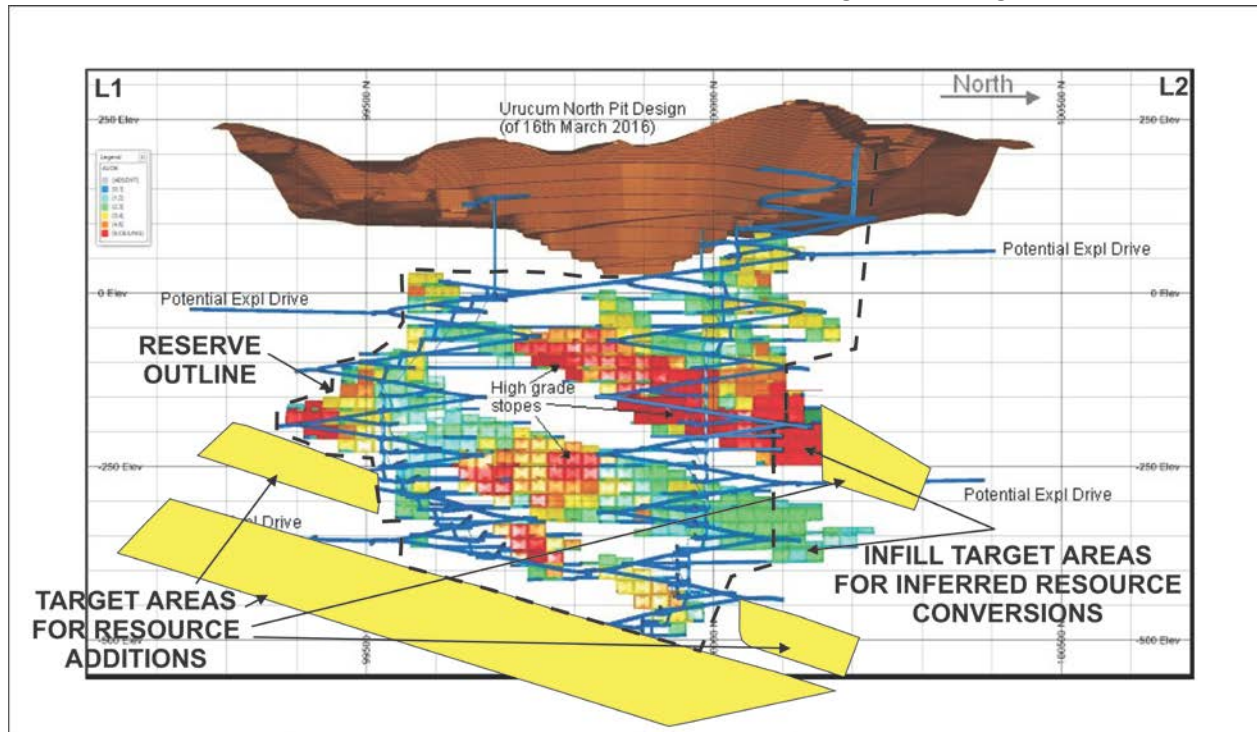 L1
L2
North
Urucum North Pit Design
(of 16th March 2016)
99500 N
100500 N
250 Elev
250 Elev
Legend
Potential Expl Drive
0 Elev
0 Elev
Potential Expl Drive
RESERVE
OUTLINE
High grade
stopes
-250 Elev
-250 Elev
Potential Expl Drive
Drive
INFILL TARGET AREAS
FOR INFERRED RESOURCE
CONVERSIONS
TARGET AREAS
FOR RESOURCE
ADDITIONS
-500 Elev
99500
100500 N